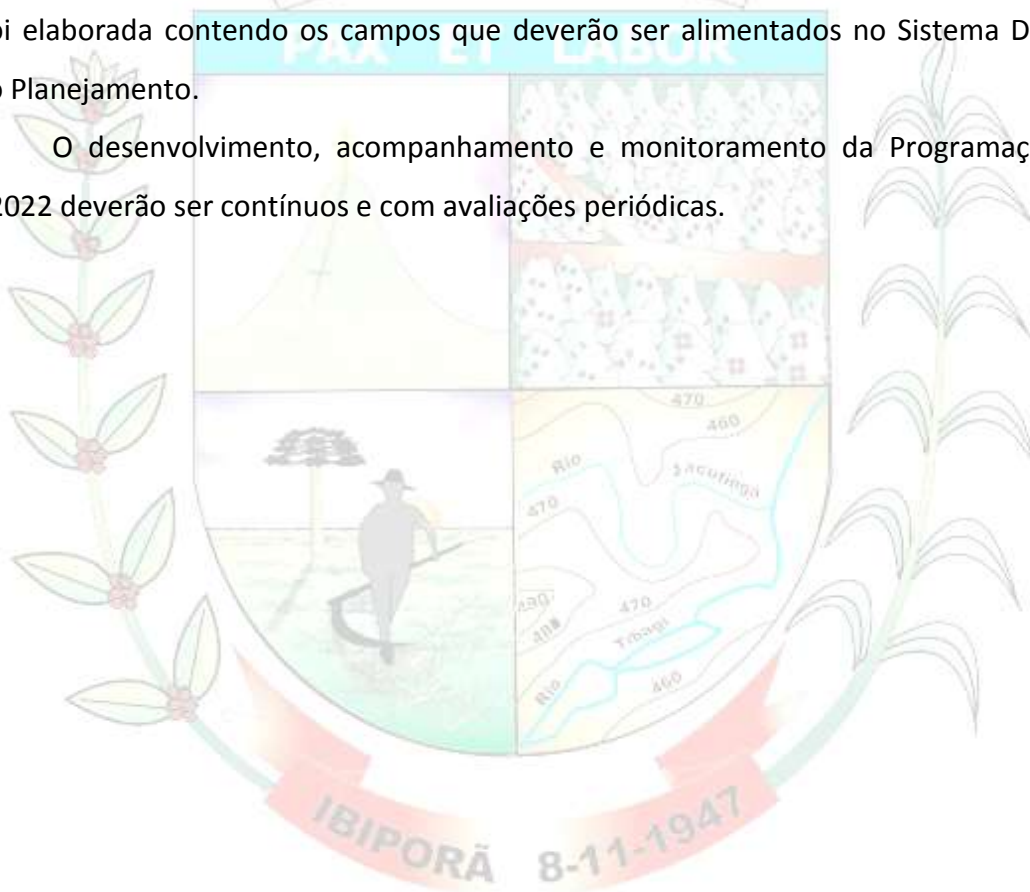 oi elaborada contendo os campos que deverão ser alimentados no Sistema D
PAX ET LABOR
o Planejamento.
O desenvolvimento, acompanhamento e monitoramento da Programaç
2022 deverão ser contínuos e com avaliações periódicas.
470
460
Rio
Jacutinga
470
470
Tibagi
Rio
460
IBIPORÃ 8-11-1947